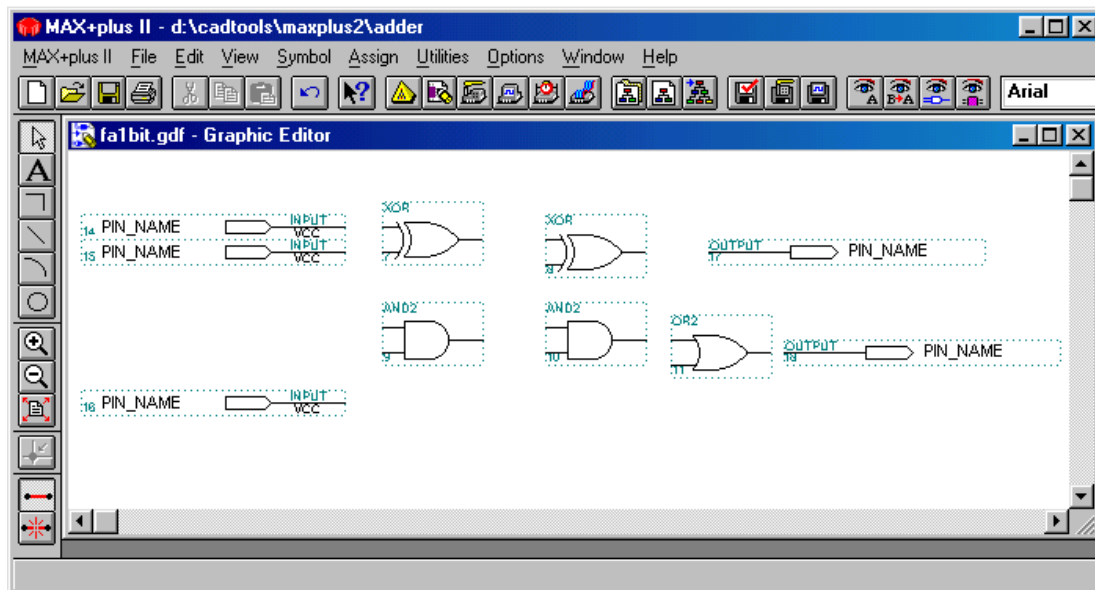 MAX+plus II - d:\cadtools\maxplus2\adder
MAX+plus II File Edit View Symbol Assign Utilities Options Window Help
A B▸A Arial
fa1bit.gdf - Graphic Editor
A
XOR
7
XOR
8
14 PIN_NAME INPUT VCC
15 PIN_NAME INPUT VCC
OUTPUT 17 PIN_NAME
AND2
9
AND2
10
OR2
11
OUTPUT 18 PIN_NAME
16 PIN_NAME INPUT VCC